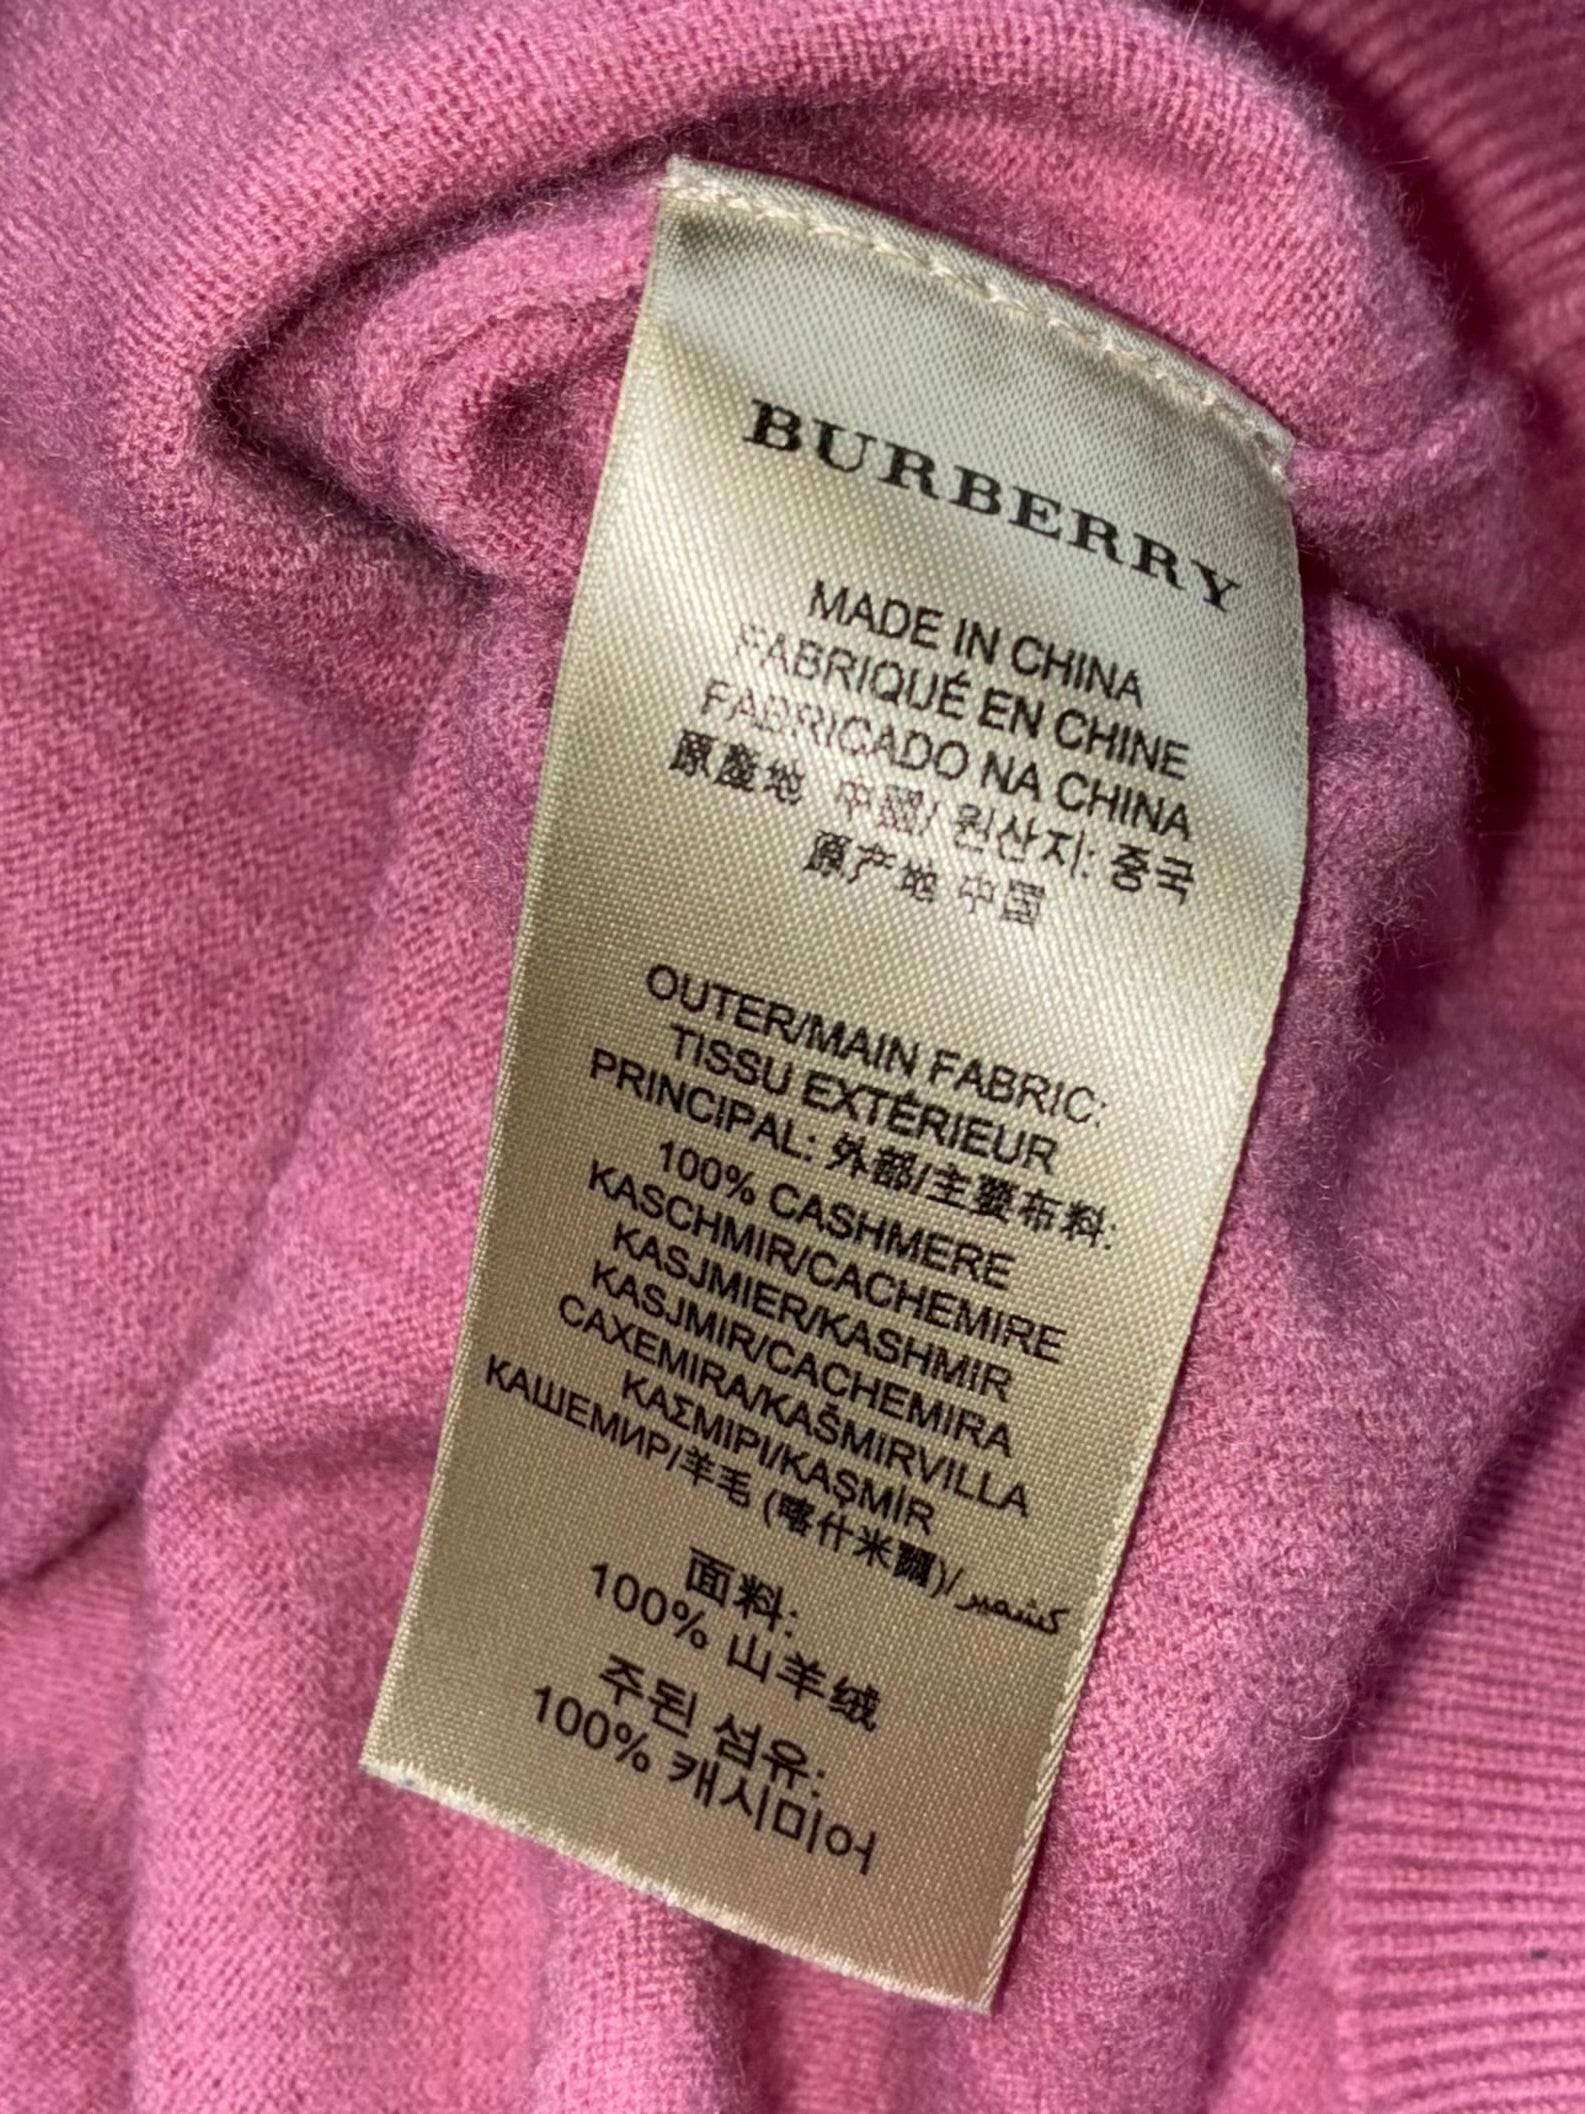 BURBERRY
MADE IN CHINA
FABRIQUÉ EN CHINE
FABRICADO NA CHINA
原產地 中國/ 원산지: 중국
原产地 中国
OUTER/MAIN FABRIC:
TISSU EXTÉRIEUR
PRINCIPAL: 外部/主要布料:
100% CASHMERE
KASCHMIR/CACHEMIRE
KASJMIER/KASHMIR
KASJMIR/CACHEMIRA
CAXEMIRA/KAŠMIRVILLA
ΚΑΣΜΙΡΙ/KAŞMİR
КАШЕМИР/羊毛 (喀什米爾)/كشمير
面料:
100% 山羊绒
주된 섬유:
100% 캐시미어